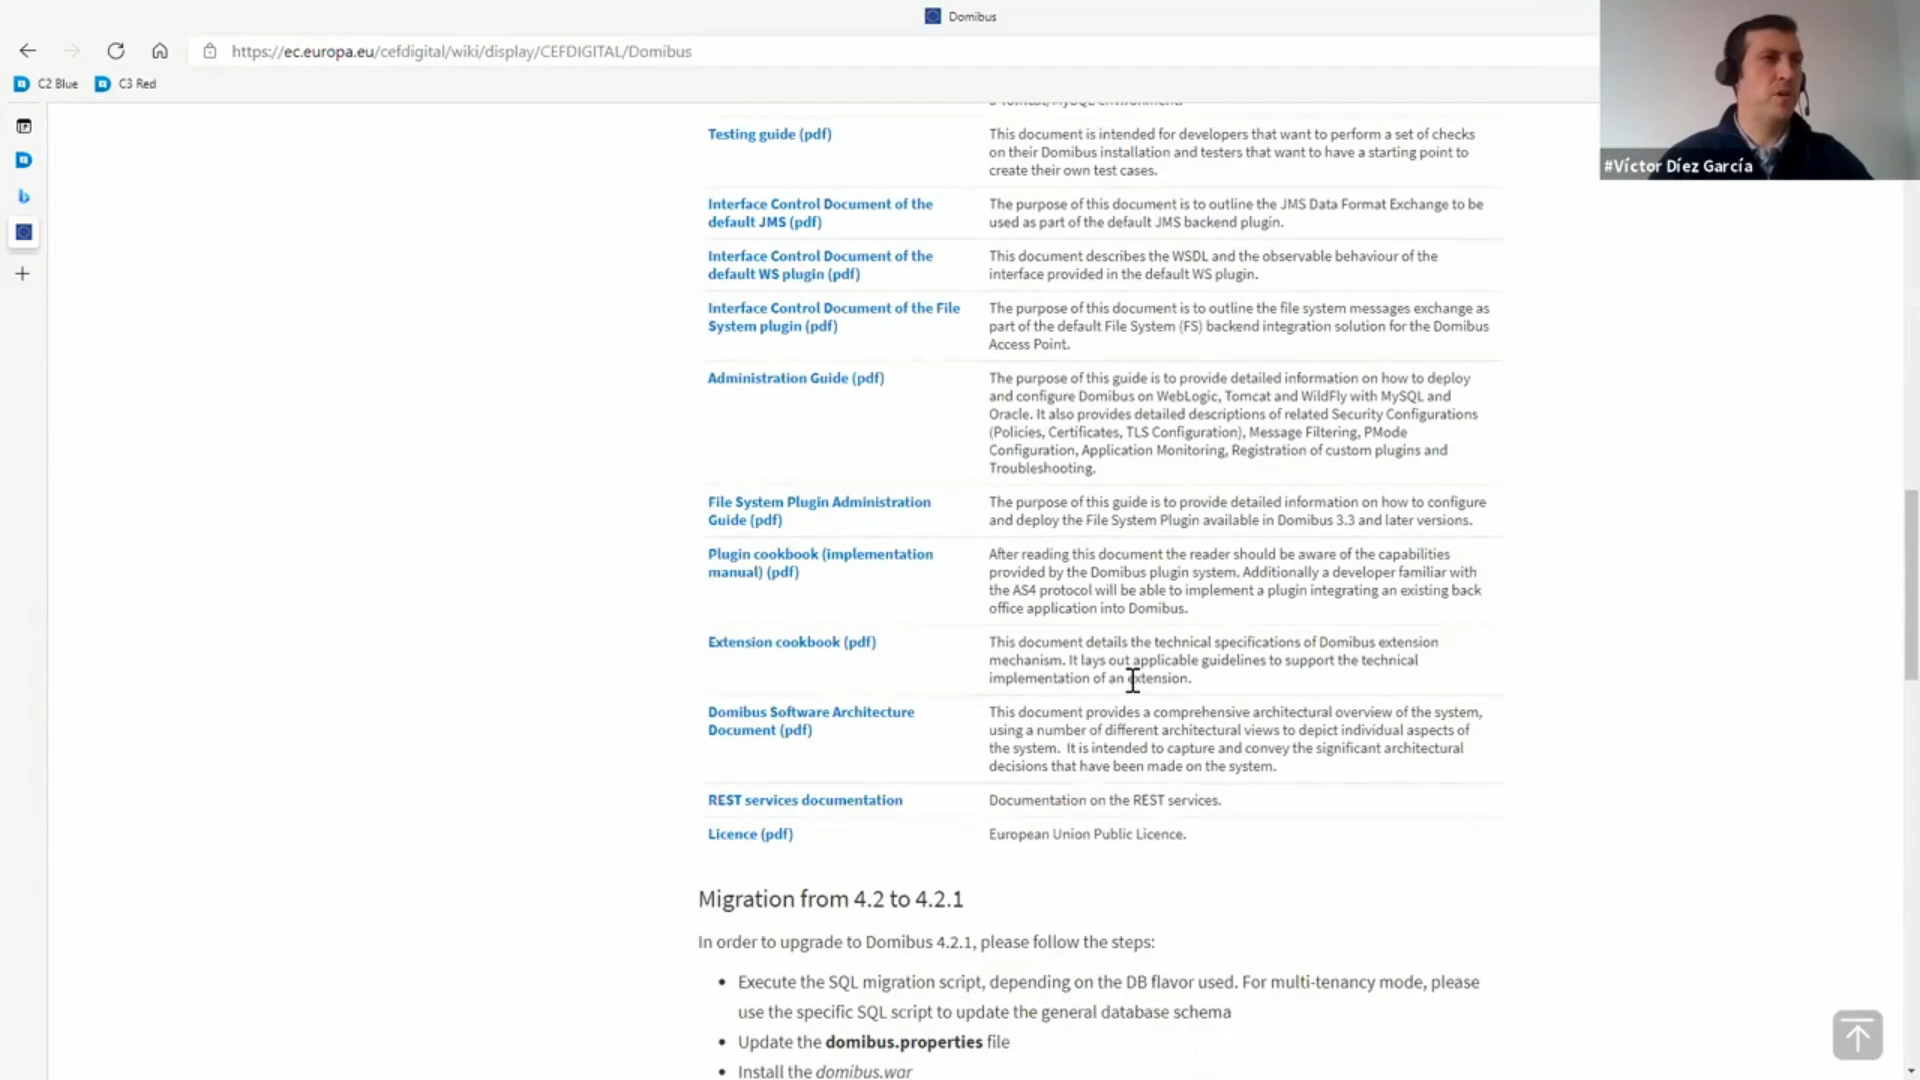 Domibus
https://ec.europa.eu/cefdigital/wiki/display/CEFDIGITAL/Domibus
C2 Blue
C3 Red
#Víctor Díez García
Testing guide (pdf)
This document is intended for developers that want to perform a set of checks
on their Domibus installation and testers that want to have a starting point to
create their own test cases.
Interface Control Document of the
default JMS (pdf)
The purpose of this document is to outline the JMS Data Format Exchange to be
used as part of the default JMS backend plugin.
Interface Control Document of the
default WS plugin (pdf)
This document describes the WSDL and the observable behaviour of the
interface provided in the default WS plugin.
Interface Control Document of the File
System plugin (pdf)
The purpose of this document is to outline the file system messages exchange as
part of the default File System (FS) backend integration solution for the Domibus
Access Point.
Administration Guide (pdf)
The purpose of this guide is to provide detailed information on how to deploy
and configure Domibus on WebLogic, Tomcat and WildFly with MySQL and
Oracle. It also provides detailed descriptions of related Security Configurations
(Policies, Certificates, TLS Configuration), Message Filtering, PMode
Configuration, Application Monitoring, Registration of custom plugins and
Troubleshooting.
File System Plugin Administration
Guide (pdf)
The purpose of this guide is to provide detailed information on how to configure
and deploy the File System Plugin available in Domibus 3.3 and later versions.
Plugin cookbook (implementation
manual) (pdf)
After reading this document the reader should be aware of the capabilities
provided by the Domibus plugin system. Additionally a developer familiar with
the AS4 protocol will be able to implement a plugin integrating an existing back
office application into Domibus.
Extension cookbook (pdf)
This document details the technical specifications of Domibus extension
mechanism. It lays out applicable guidelines to support the technical
implementation of an extension.
Domibus Software Architecture
Document (pdf)
This document provides a comprehensive architectural overview of the system,
using a number of different architectural views to depict individual aspects of
the system. It is intended to capture and convey the significant architectural
decisions that have been made on the system.
REST services documentation
Documentation on the REST services.
Licence (pdf)
European Union Public Licence.
Migration from 4.2 to 4.2.1
In order to upgrade to Domibus 4.2.1, please follow the steps:
• Execute the SQL migration script, depending on the DB flavor used. For multi-tenancy mode, please
use the specific SQL script to update the general database schema
• Update the domibus.properties file
• Install the domibus.war